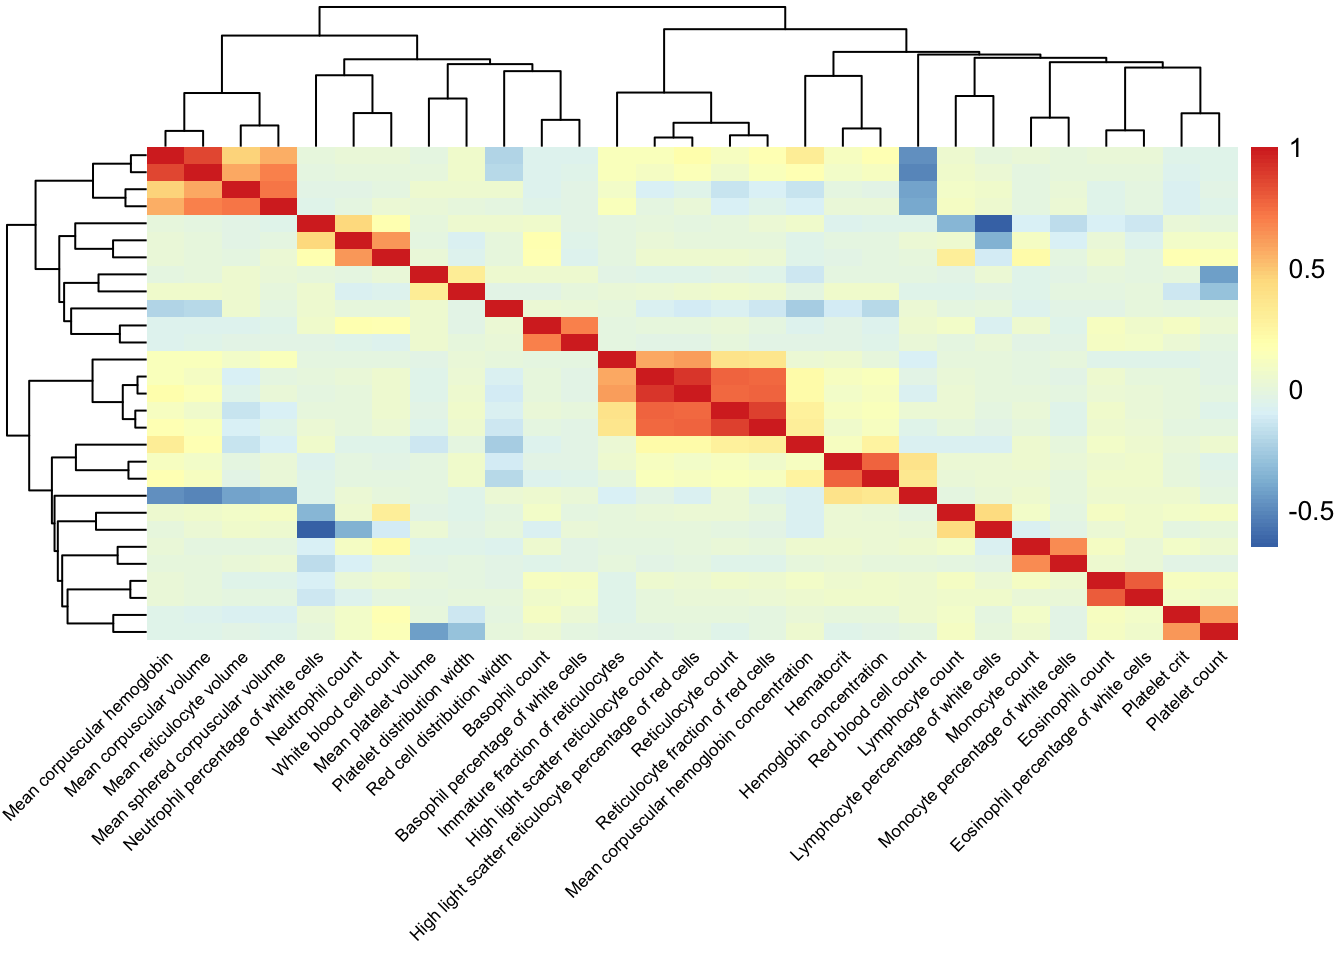 1
0.5
0
-0.5
Mean corpuscular hemoglobin
Mean corpuscular volume
Mean reticulocyte volume
Mean sphered corpuscular volume
Neutrophil percentage of white cells
Neutrophil count
White blood cell count
Mean platelet volume
Platelet distribution width
Red cell distribution width
Basophil count
Basophil percentage of white cells
Immature fraction of reticulocytes
High light scatter reticulocyte count
High light scatter reticulocyte percentage of red cells
Reticulocyte count
Reticulocyte fraction of red cells
Mean corpuscular hemoglobin concentration
Hematocrit
Hemoglobin concentration
Red blood cell count
Lymphocyte count
Lymphocyte percentage of white cells
Monocyte count
Monocyte percentage of white cells
Eosinophil count
Eosinophil percentage of white cells
Platelet crit
Platelet count